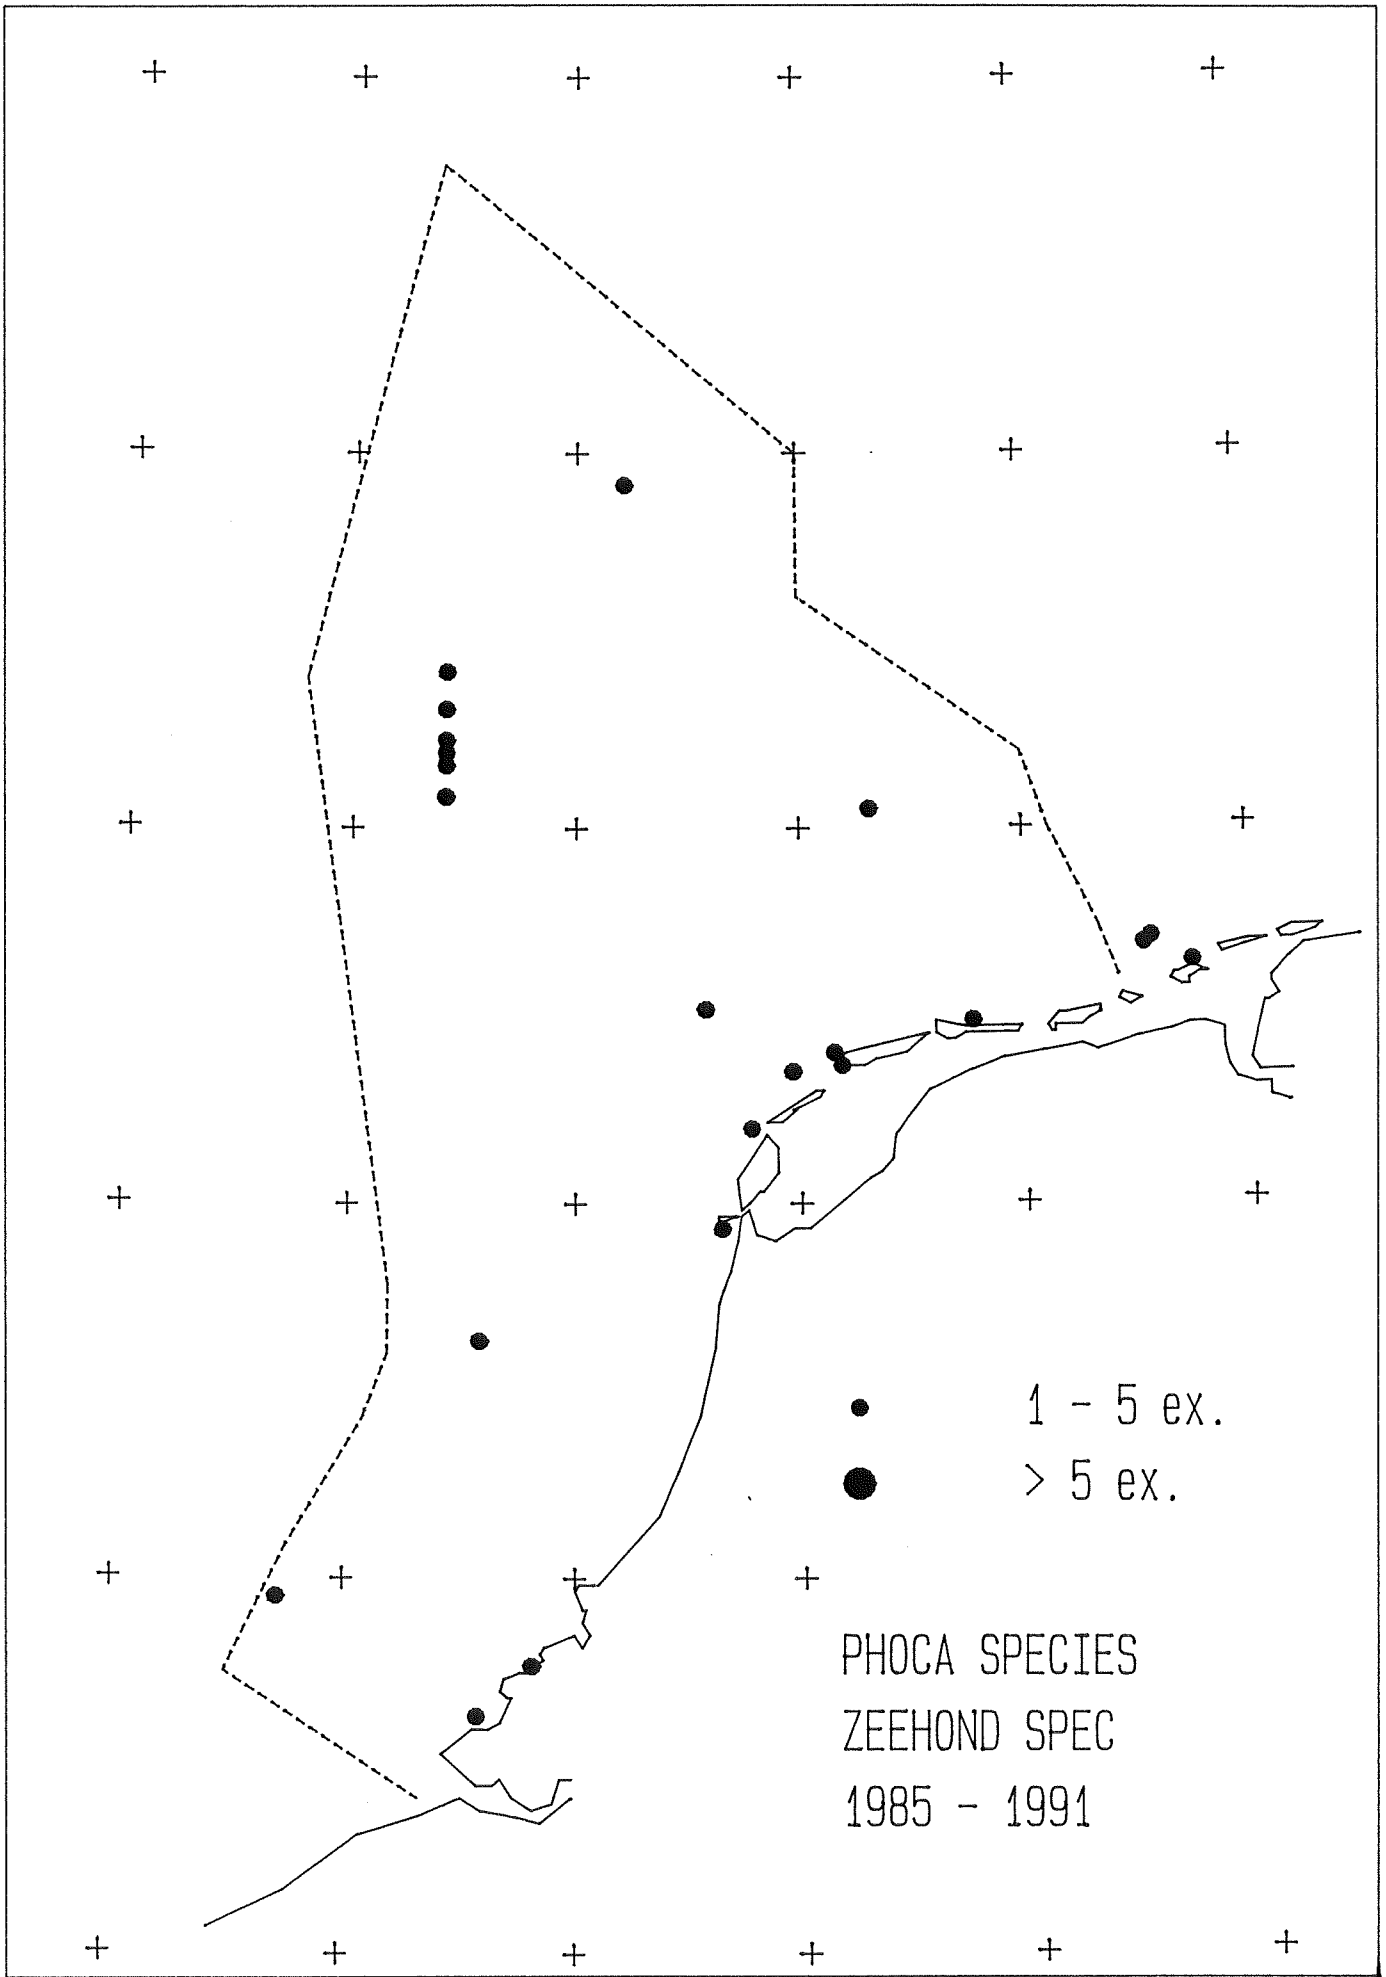 1 - 5 ex.
> 5 ex.
PHOCA SPECIES
ZEEHOND SPEC
1985 - 1991